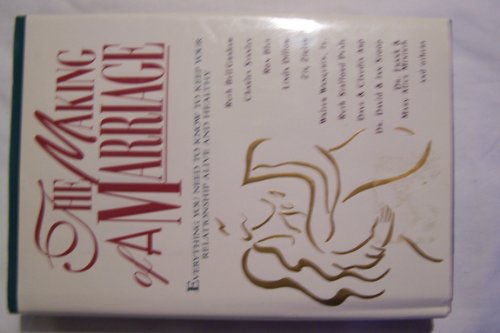 THE MAKING
of A MARRIAGE
EVERYTHING YOU NEED TO KNOW TO KEEP YOUR
RELATIONSHIP ALIVE AND HEALTHY
Ruth Bell Graham
Charles Stanley
Ron Blue
Linda Dillow
Zig Ziglar
Walter Wangerin, Jr.
Ruth Stafford Peale
Dave & Claudia Arp
Dr. David & Jan Stoop
Dr. Frank &
Mary Alice Minirth
and others